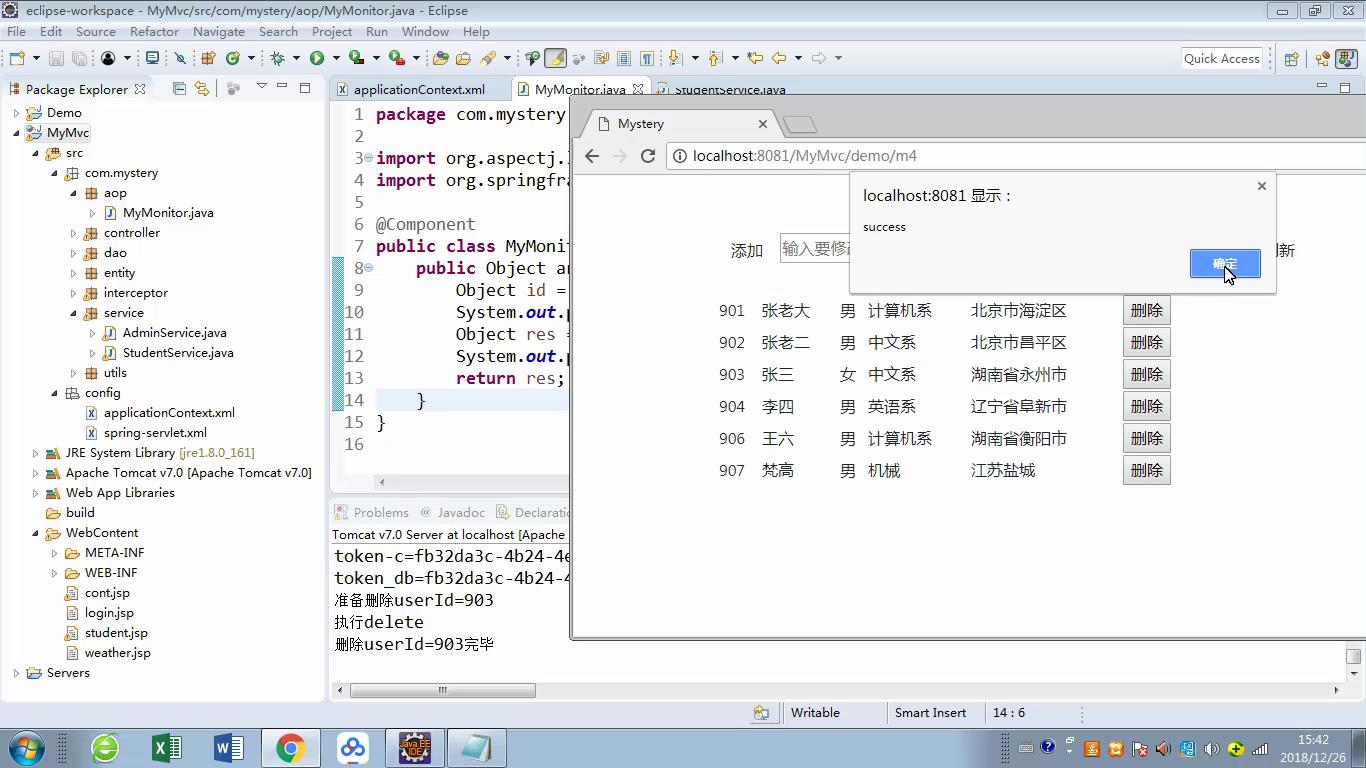 eclipse-workspace - MyMvc/src/com/mystery/aop/MyMonitor.java - Eclipse
File Edit Source Refactor Navigate Search Project Run Window Help
Quick Access
Package Explorer
Demo
MyMvc
src
com.mystery
aop
MyMonitor.java
controller
dao
entity
interceptor
service
AdminService.java
StudentService.java
utils
config
applicationContext.xml
spring-servlet.xml
JRE System Library [jre1.8.0_161]
Apache Tomcat v7.0 [Apache Tomcat v7.0]
Web App Libraries
build
WebContent
META-INF
WEB-INF
cont.jsp
login.jsp
student.jsp
weather.jsp
Servers
applicationContext.xml MyMonitor.java StudentService.java
1 package com.mystery
2
3 import org.aspectj.
4 import org.springfra
5
6 @Component
7 public class MyMonit
8 public Object a
9 Object id =
10 System.out.
11 Object res =
12 System.out.
13 return res;
14 }
15 }
16
Mystery
localhost:8081/MyMvc/demo/m4
localhost:8081 显示：
success
确定
添加 输入要修 新
901 张老大 男 计算机系 北京市海淀区 删除
902 张老二 男 中文系 北京市昌平区 删除
903 张三 女 中文系 湖南省永州市 删除
904 李四 男 英语系 辽宁省阜新市 删除
906 王六 男 计算机系 湖南省衡阳市 删除
907 梵高 男 机械 江苏盐城 删除
Problems @ Javadoc Declaratio
Tomcat v7.0 Server at localhost [Apache
token-c=fb32da3c-4b24-4e
token_db=fb32da3c-4b24-4
准备删除userId=903
执行delete
删除userId=903完毕
Writable Smart Insert 14 : 6
Java EE
IDE
15:42
2018/12/26